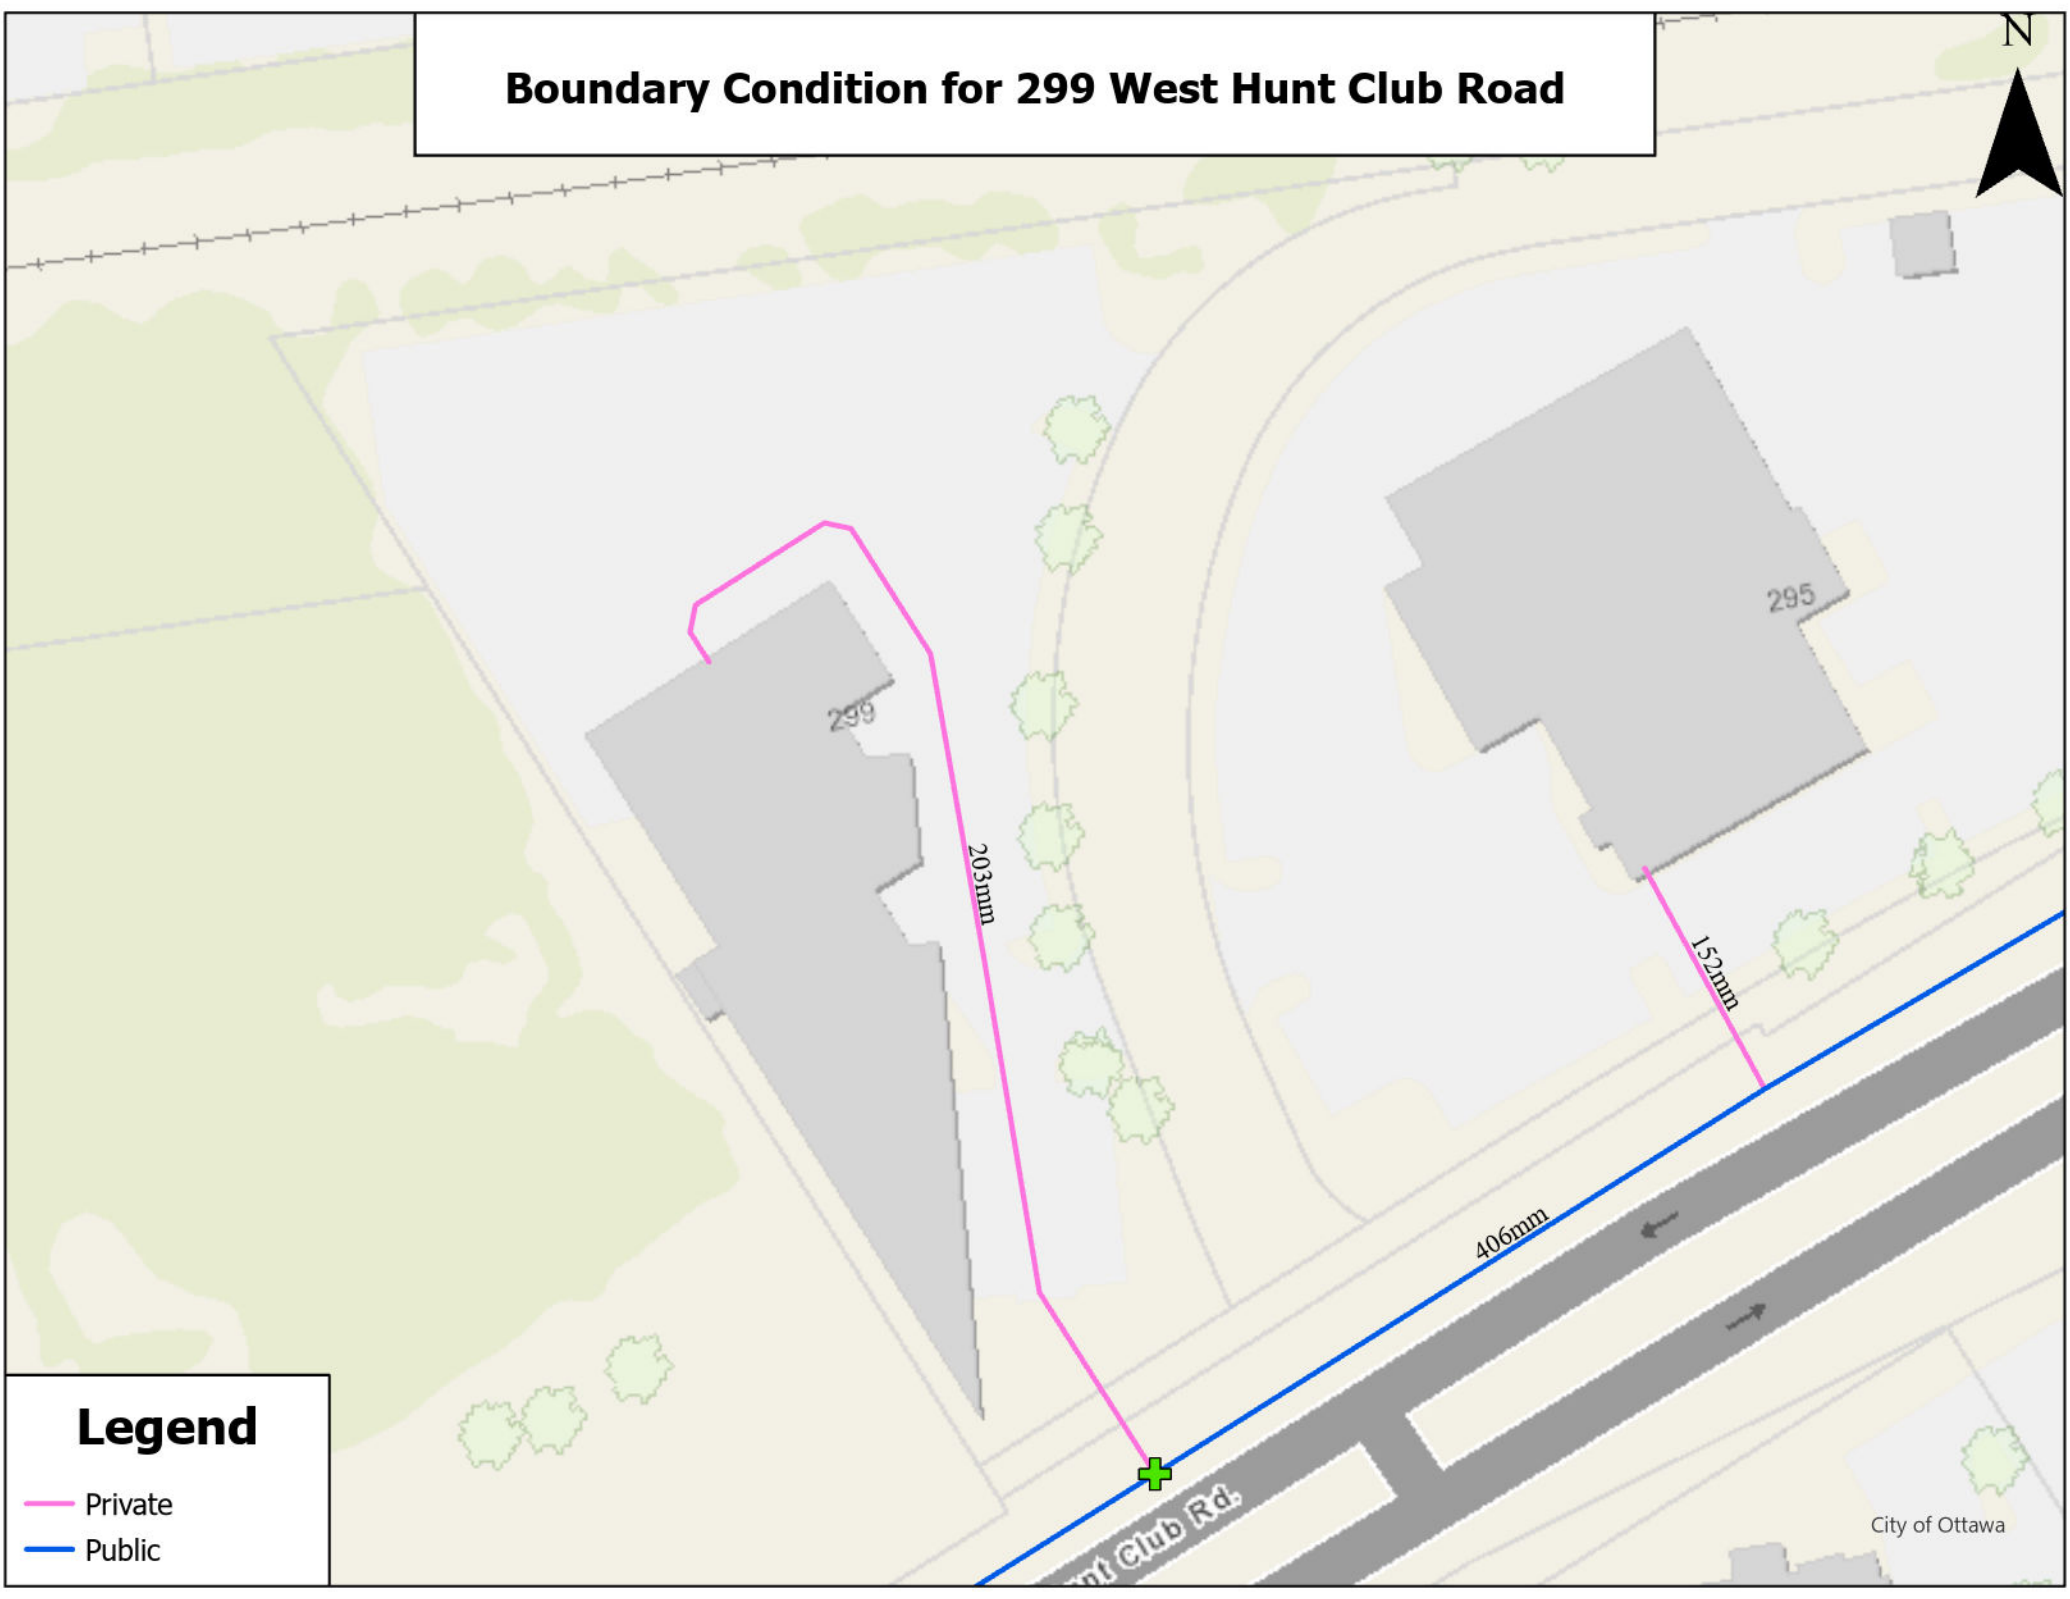 Boundary Condition for 299 West Hunt Club Road
N
295
299
203mm
152mm
406mm
Club Rd.
Legend
Private
Public
City of Ottawa